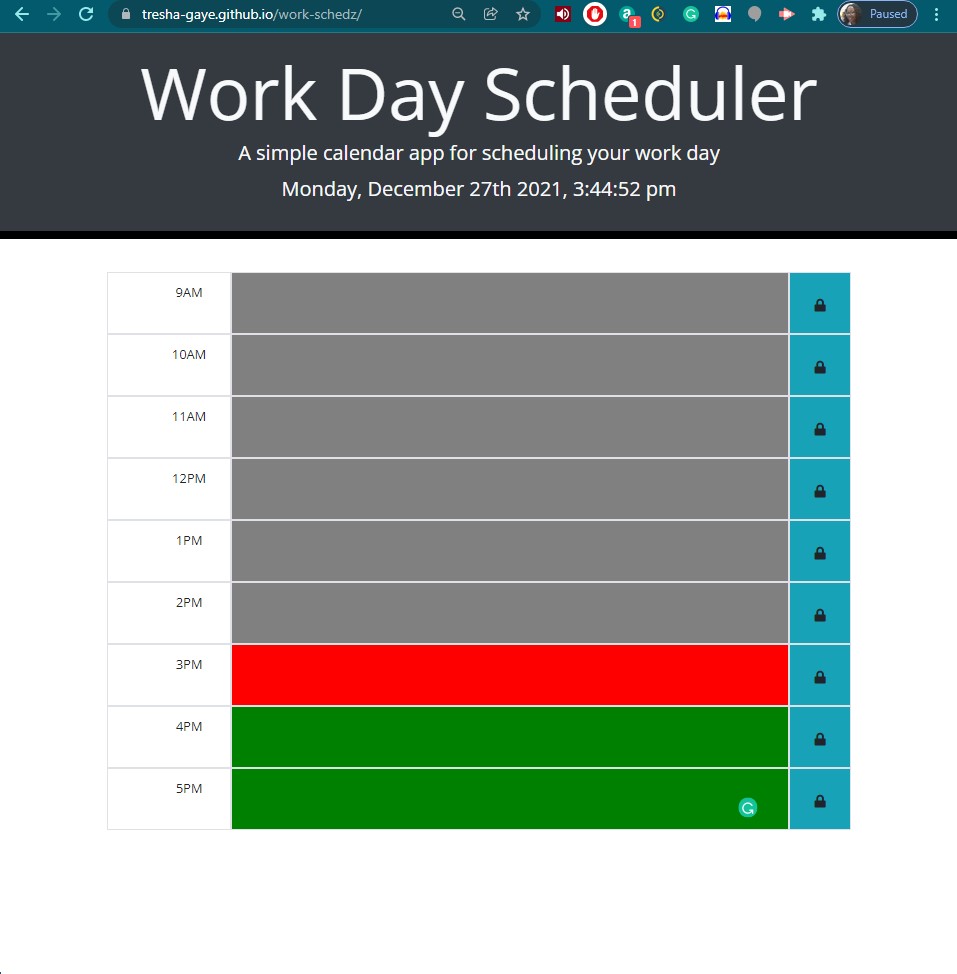 tresha-gaye.github.io/work-schedz/
1
Paused
Work Day Scheduler
A simple calendar app for scheduling your work day
Monday, December 27th 2021, 3:44:52 pm
9AM
10AM
11AM
12PM
1PM
2PM
3PM
4PM
5PM